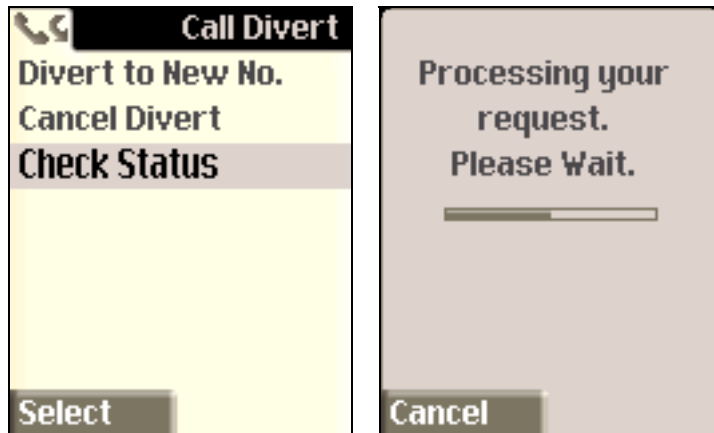 Call Divert
Divert to New No.
Cancel Divert
Check Status
Select
Processing your
request.
Please Wait.
Cancel